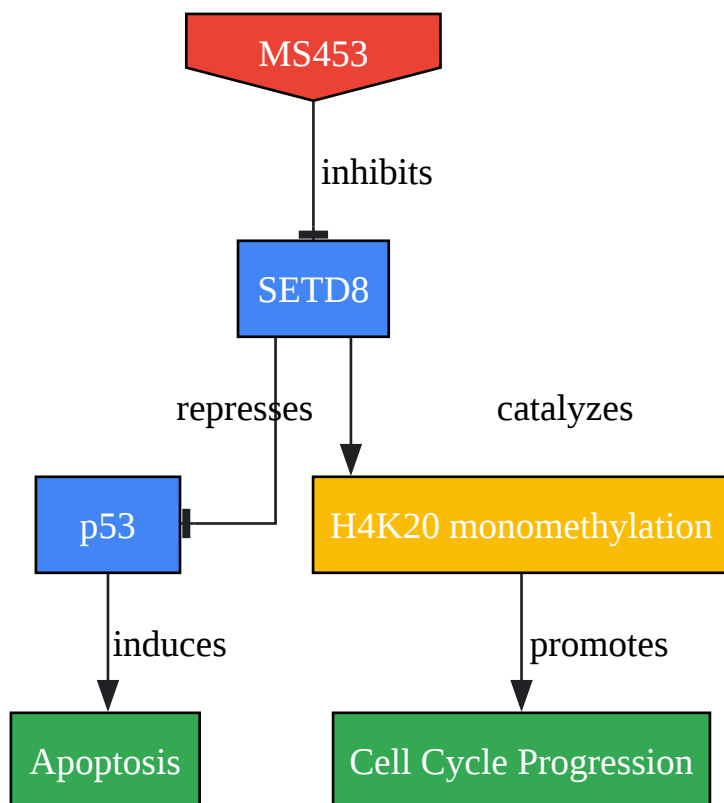 MS453
inhibits
SETD8
represses
catalyzes
p53
H4K20 monomethylation
induces
promotes
Apoptosis
Cell Cycle Progression